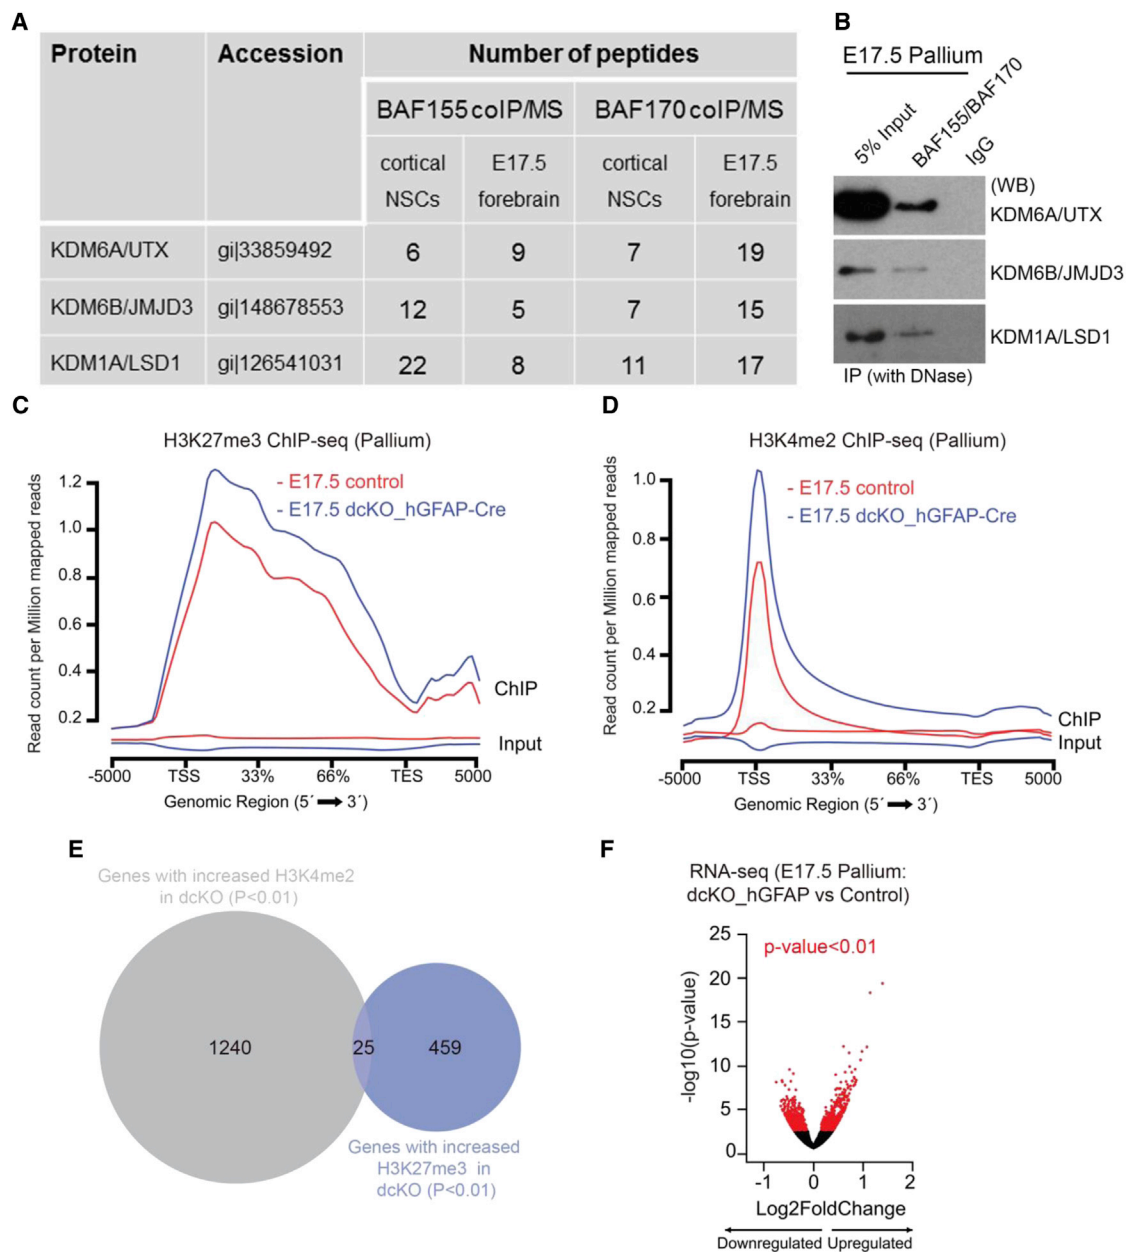 A
Protein Accession Number of peptides
BAF155 coIP/MS BAF170 coIP/MS
cortical E17.5 cortical E17.5
NSCs forebrain NSCs forebrain
KDM6A/UTX gi|33859492 6 9 7 19
KDM6B/JMJD3 gi|148678553 12 5 7 15
KDM1A/LSD1 gi|126541031 22 8 11 17
B
E17.5 Pallium
5% Input BAF155/BAF170 IgG
(WB)
KDM6A/UTX
KDM6B/JMJD3
KDM1A/LSD1
IP (with DNase)
C
H3K27me3 ChIP-seq (Pallium)
- E17.5 control
- E17.5 dcKO_hGFAP-Cre
Read count per Million mapped reads
1.2
1.0
0.8
0.6
0.4
0.2
ChIP
Input
-5000 TSS 33% 66% TES 5000
Genomic Region (5´ 3´)
D
H3K4me2 ChIP-seq (Pallium)
- E17.5 control
- E17.5 dcKO_hGFAP-Cre
Read count per Million mapped reads
1.0
0.8
0.6
0.4
0.2
ChIP
Input
-5000 TSS 33% 66% TES 5000
Genomic Region (5´ 3´)
E
Genes with increased H3K4me2
in dcKO (P<0.01)
1240 25 459
Genes with increased
H3K27me3 in
dcKO (P<0.01)
F
RNA-seq (E17.5 Pallium:
dcKO_hGFAP vs Control)
p-value<0.01
-log10(p-value)
25
20
15
10
5
0
-1 0 1 2
Log2FoldChange
Downregulated Upregulated